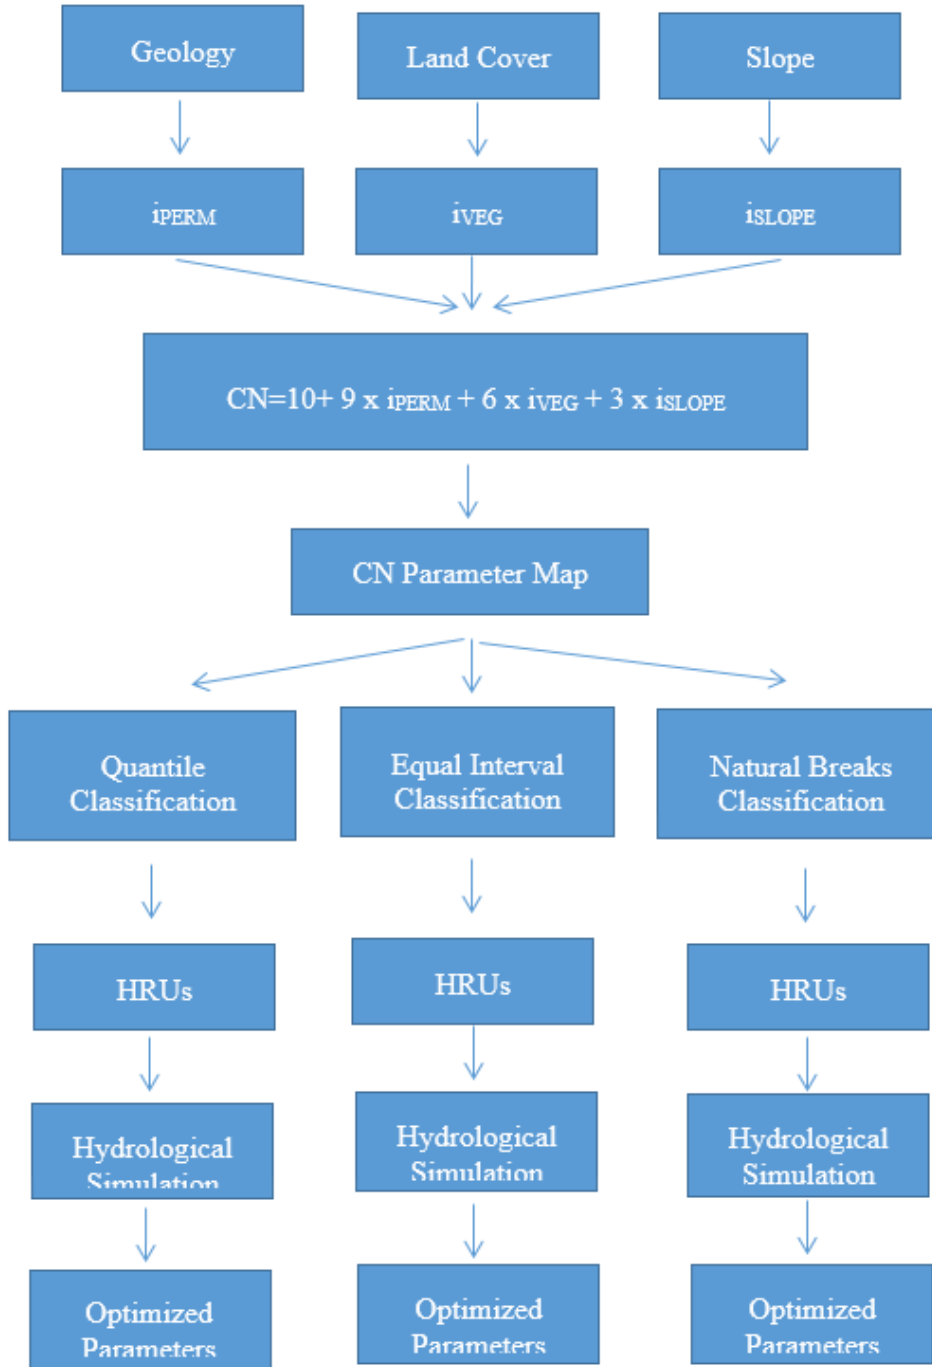 Geology
Land Cover
Slope
iPERM
iVEG
iSLOPE
CN=10+ 9 x iPERM + 6 x iVEG + 3 x iSLOPE
CN Parameter Map
Quantile
Classification
Equal Interval
Classification
Natural Breaks
Classification
HRUs
HRUs
HRUs
Hydrological
Simulation
Hydrological
Simulation
Hydrological
Simulation
Optimized
Parameters
Optimized
Parameters
Optimized
Parameters